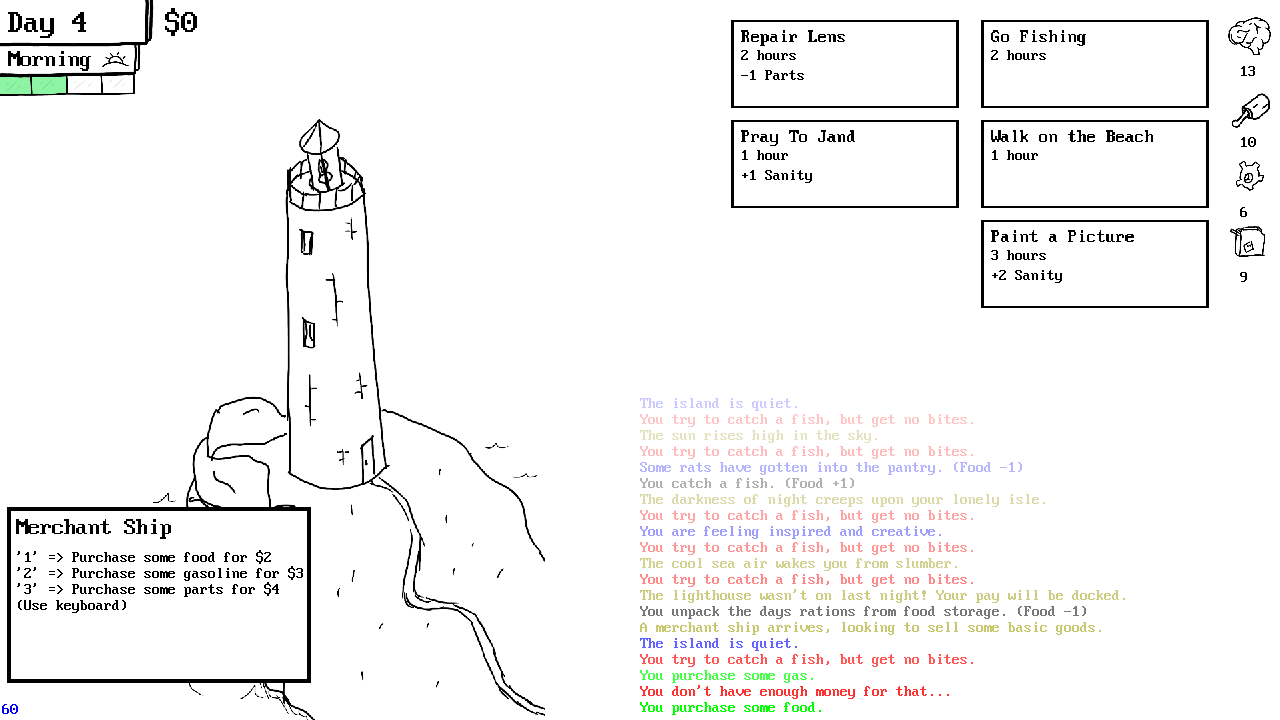 Day 4
$0
Morning
Repair Lens
2 hours
-1 Parts
Go Fishing
2 hours
Pray To Jand
1 hour
+1 Sanity
Walk on the Beach
1 hour
Paint a Picture
3 hours
+2 Sanity
13
10
6
9
The island is quiet.
You try to catch a fish, but get no bites.
The sun rises high in the sky.
You try to catch a fish, but get no bites.
Some rats have gotten into the pantry. (Food -1)
You catch a fish. (Food +1)
The darkness of night creeps upon your lonely isle.
You try to catch a fish, but get no bites.
You are feeling inspired and creative.
You try to catch a fish, but get no bites.
The cool sea air wakes you from slumber.
You try to catch a fish, but get no bites.
The lighthouse wasn't on last night! Your pay will be docked.
You unpack the days rations from food storage. (Food -1)
A merchant ship arrives, looking to sell some basic goods.
The island is quiet.
You try to catch a fish, but get no bites.
You purchase some gas.
You don't have enough money for that...
You purchase some food.
Merchant Ship
'1' => Purchase some food for $2
'2' => Purchase some gasoline for $3
'3' => Purchase some parts for $4
(Use keyboard)
60